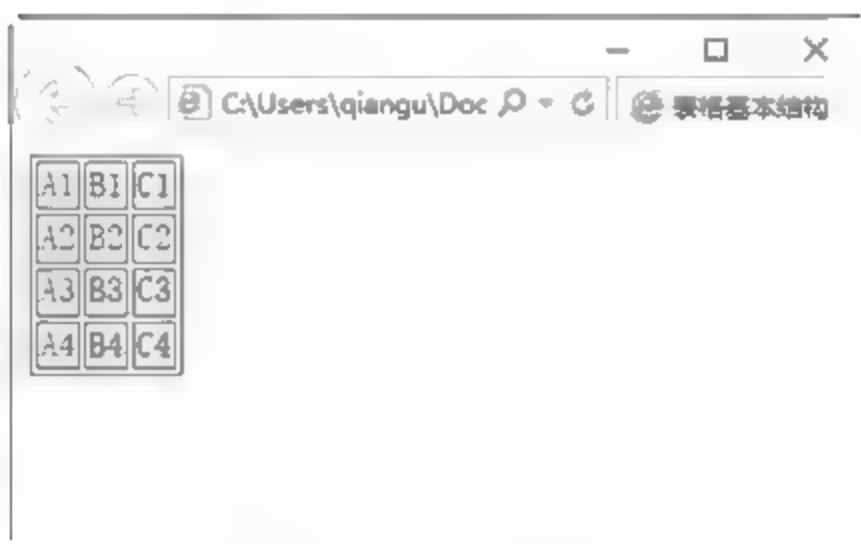 C:\Users\qiangu\Doc 表格基本结构
A1 B1 C1
A2 B2 C2
A3 B3 C3
A4 B4 C4